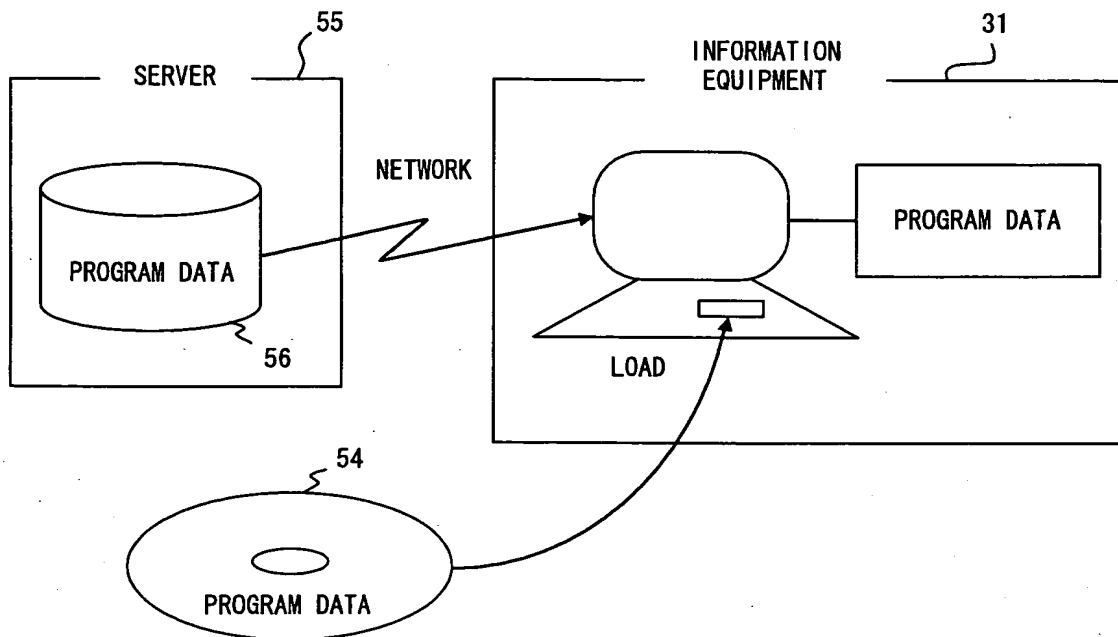 55
SERVER
31
INFORMATION
EQUIPMENT
NETWORK
PROGRAM DATA
PROGRAM DATA
56
LOAD
54
PROGRAM DATA